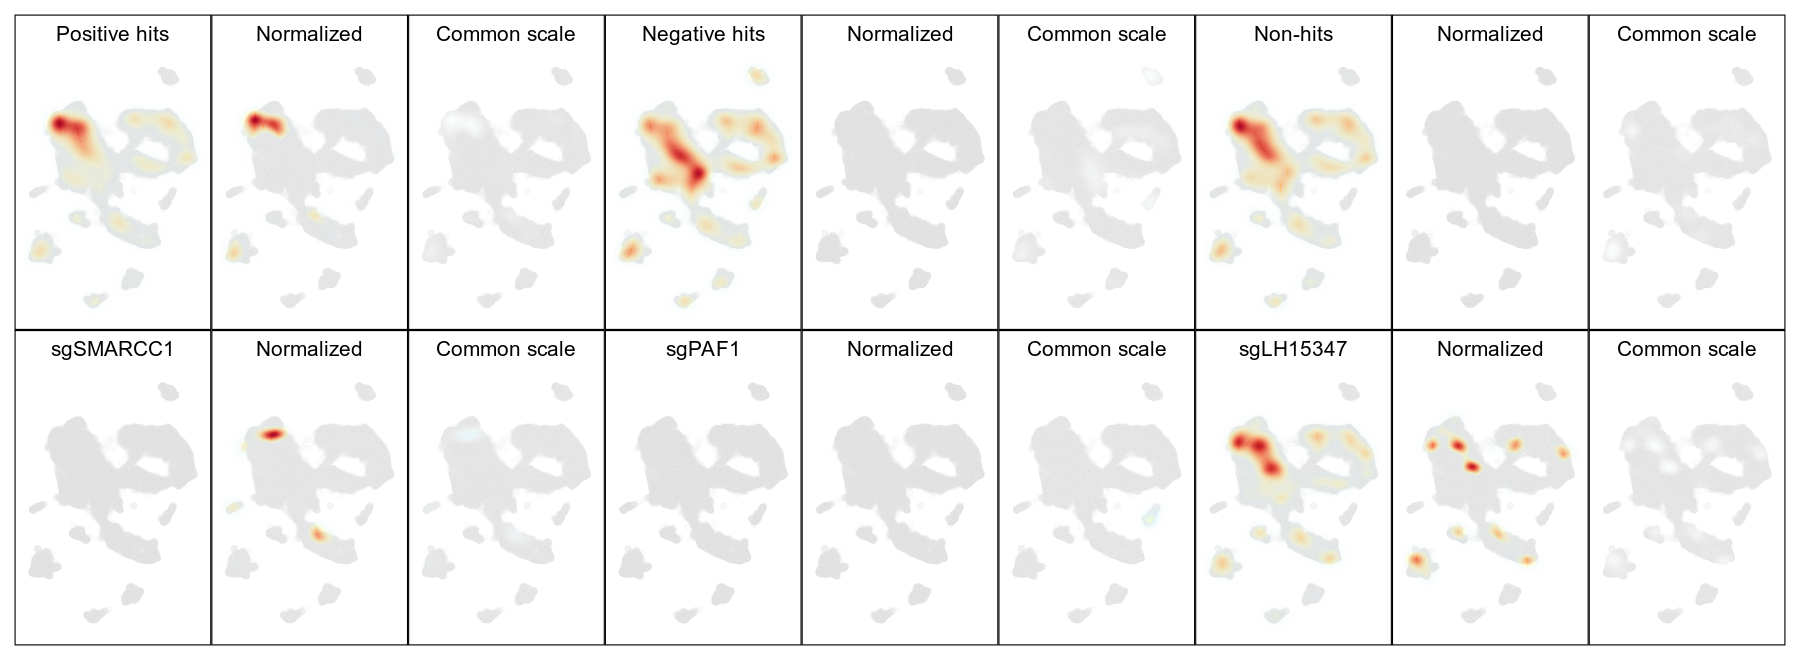 Positive hits
Normalized
Common scale
Negative hits
Normalized
Common scale
Non-hits
Normalized
Common scale
sgSMARCC1
Normalized
Common scale
sgPAF1
Normalized
Common scale
sgLH15347
Normalized
Common scale